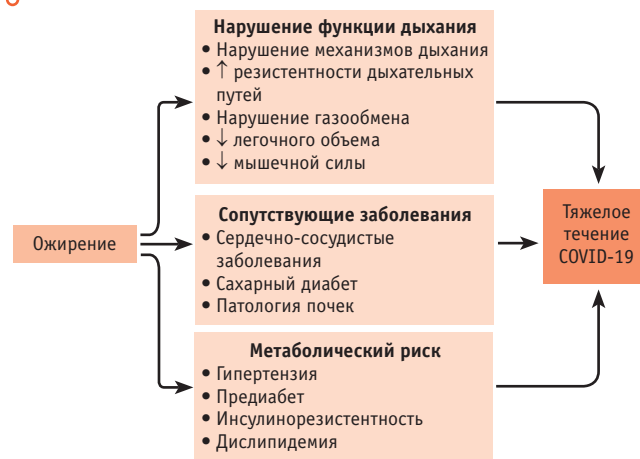 Нарушение функции дыхания
• Нарушение механизмов дыхания
• ↑ резистентности дыхательных
путей
• Нарушение газообмена
• ↓ легочного объема
• ↓ мышечной силы
Ожирение
Сопутствующие заболевания
• Сердечно-сосудистые
заболевания
• Сахарный диабет
• Патология почек
Тяжелое
течение
COVID-19
Метаболический риск
• Гипертензия
• Предиабет
• Инсулинорезистентность
• Дислипидемия